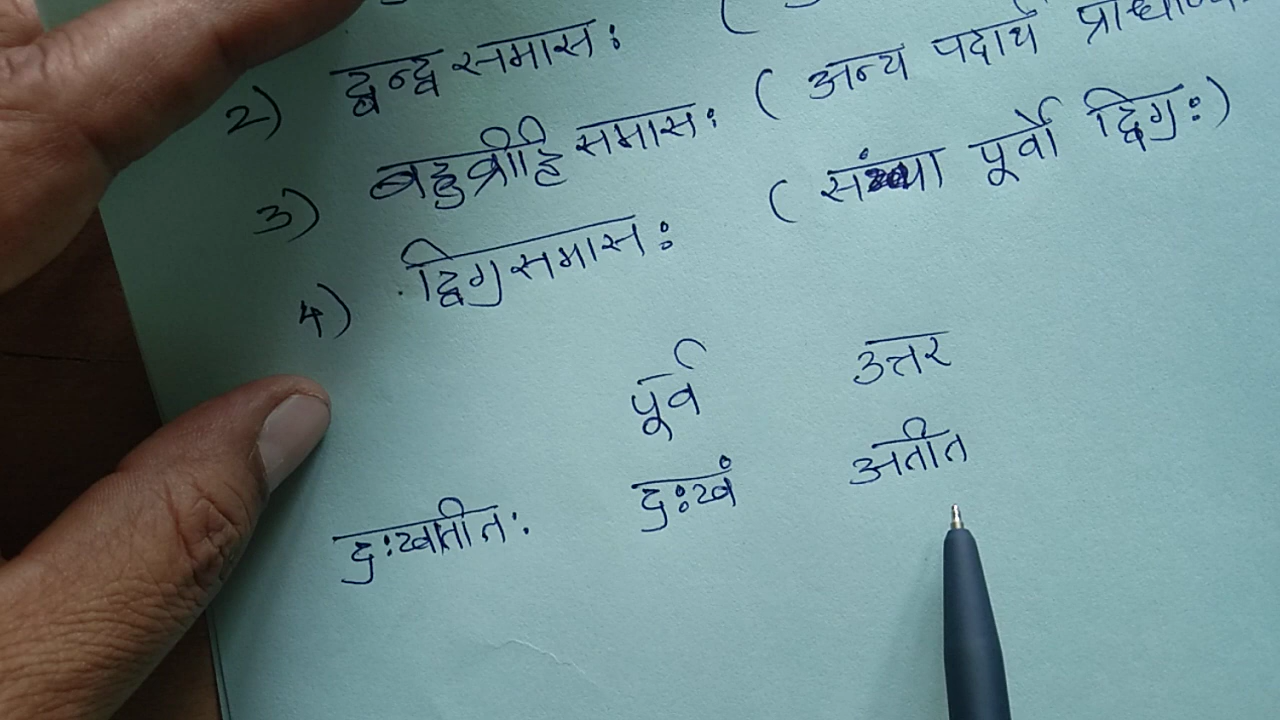 2) द्वन्द्व समासः (
3) बहुव्रीहि समासः ( अन्य पदार्थ प्राधान्य
4) द्विगु समासः ( संख्या पूर्वो द्विगुः)
पूर्व उत्तर
दुःखातीतः दुःखं अतीत